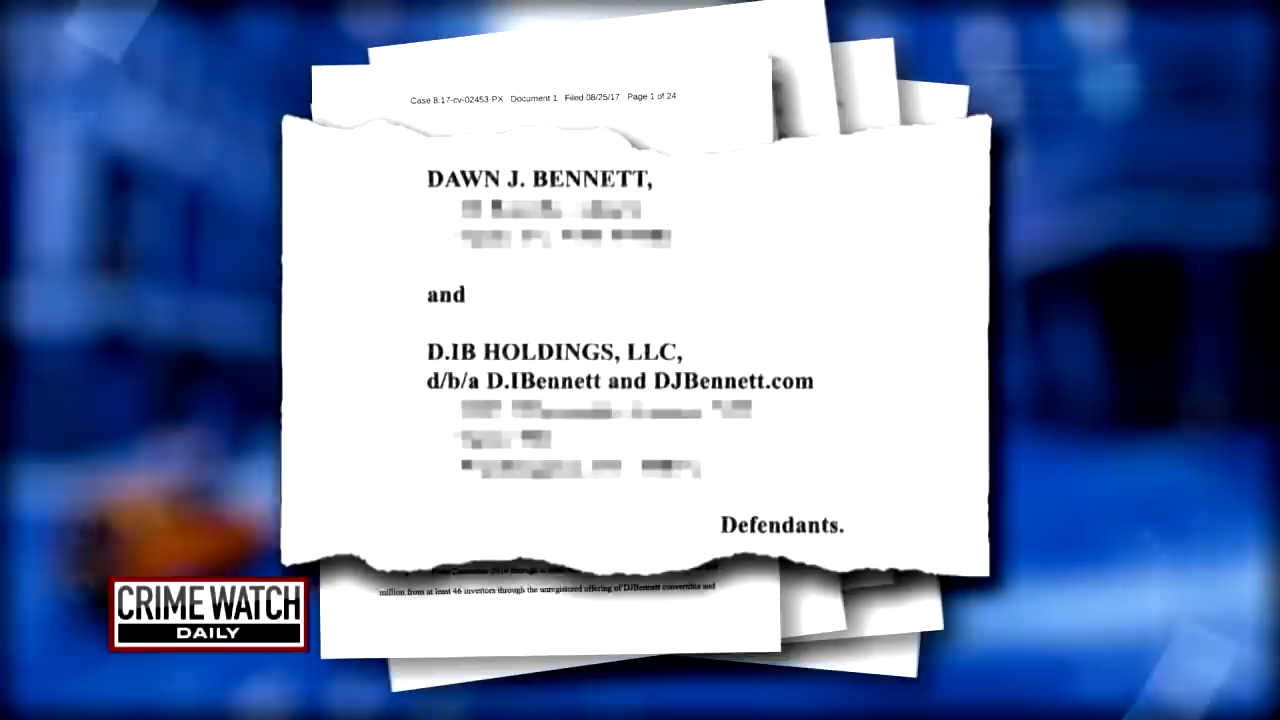 Case 8:17-cv-02453-PX Document 1 Filed 08/25/17 Page 1 of 24
DAWN J. BENNETT,
and
D.IB HOLDINGS, LLC,
d/b/a D.IBennett and DJBennett.com
Defendants.
million from at least 46 investors through the unregistered offering of DJBennett convertible and
CRIME WATCH
DAILY